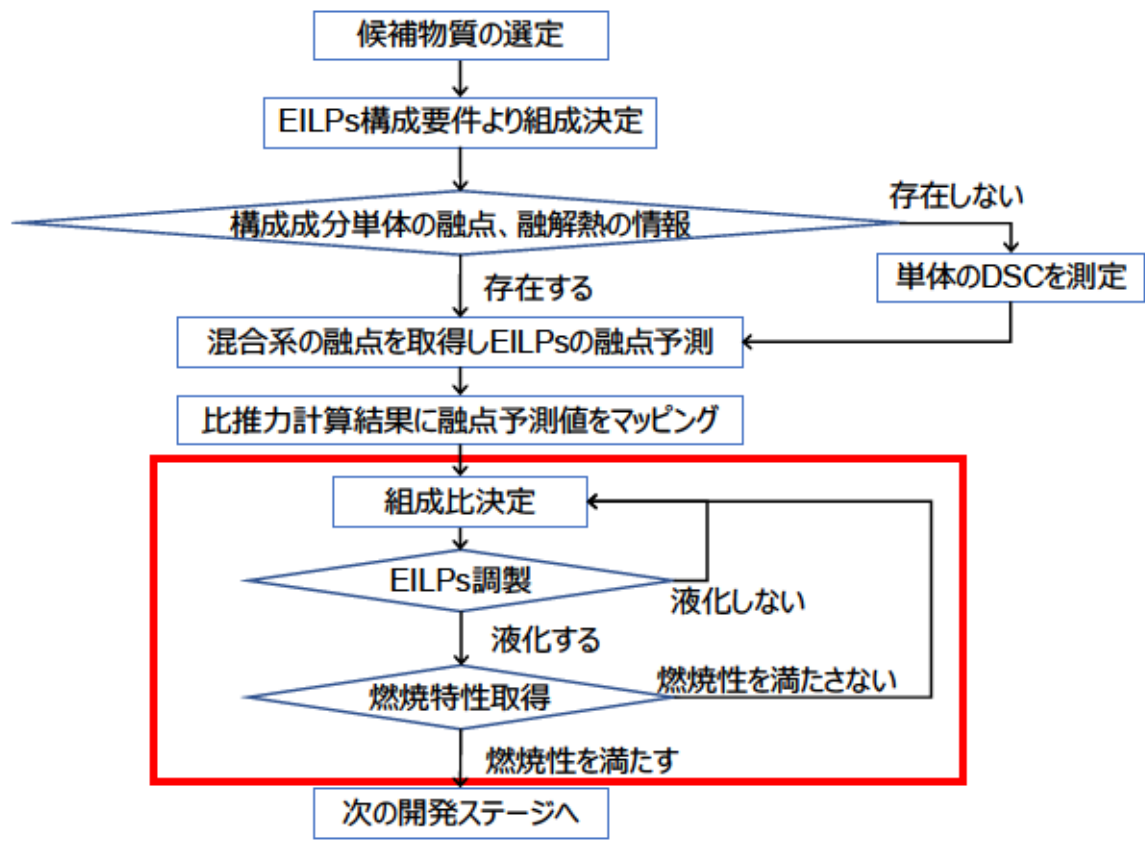 候補物質の選定
EILPs構成要件より組成決定
構成成分単体の融点、融解熱の情報
存在しない
単体のDSCを測定
存在する
混合系の融点を取得しEILPsの融点予測
比推力計算結果に融点予測値をマッピング
組成比決定
EILPs調製
液化しない
液化する
燃焼特性取得
燃焼性を満たさない
燃焼性を満たす
次の開発ステージへ